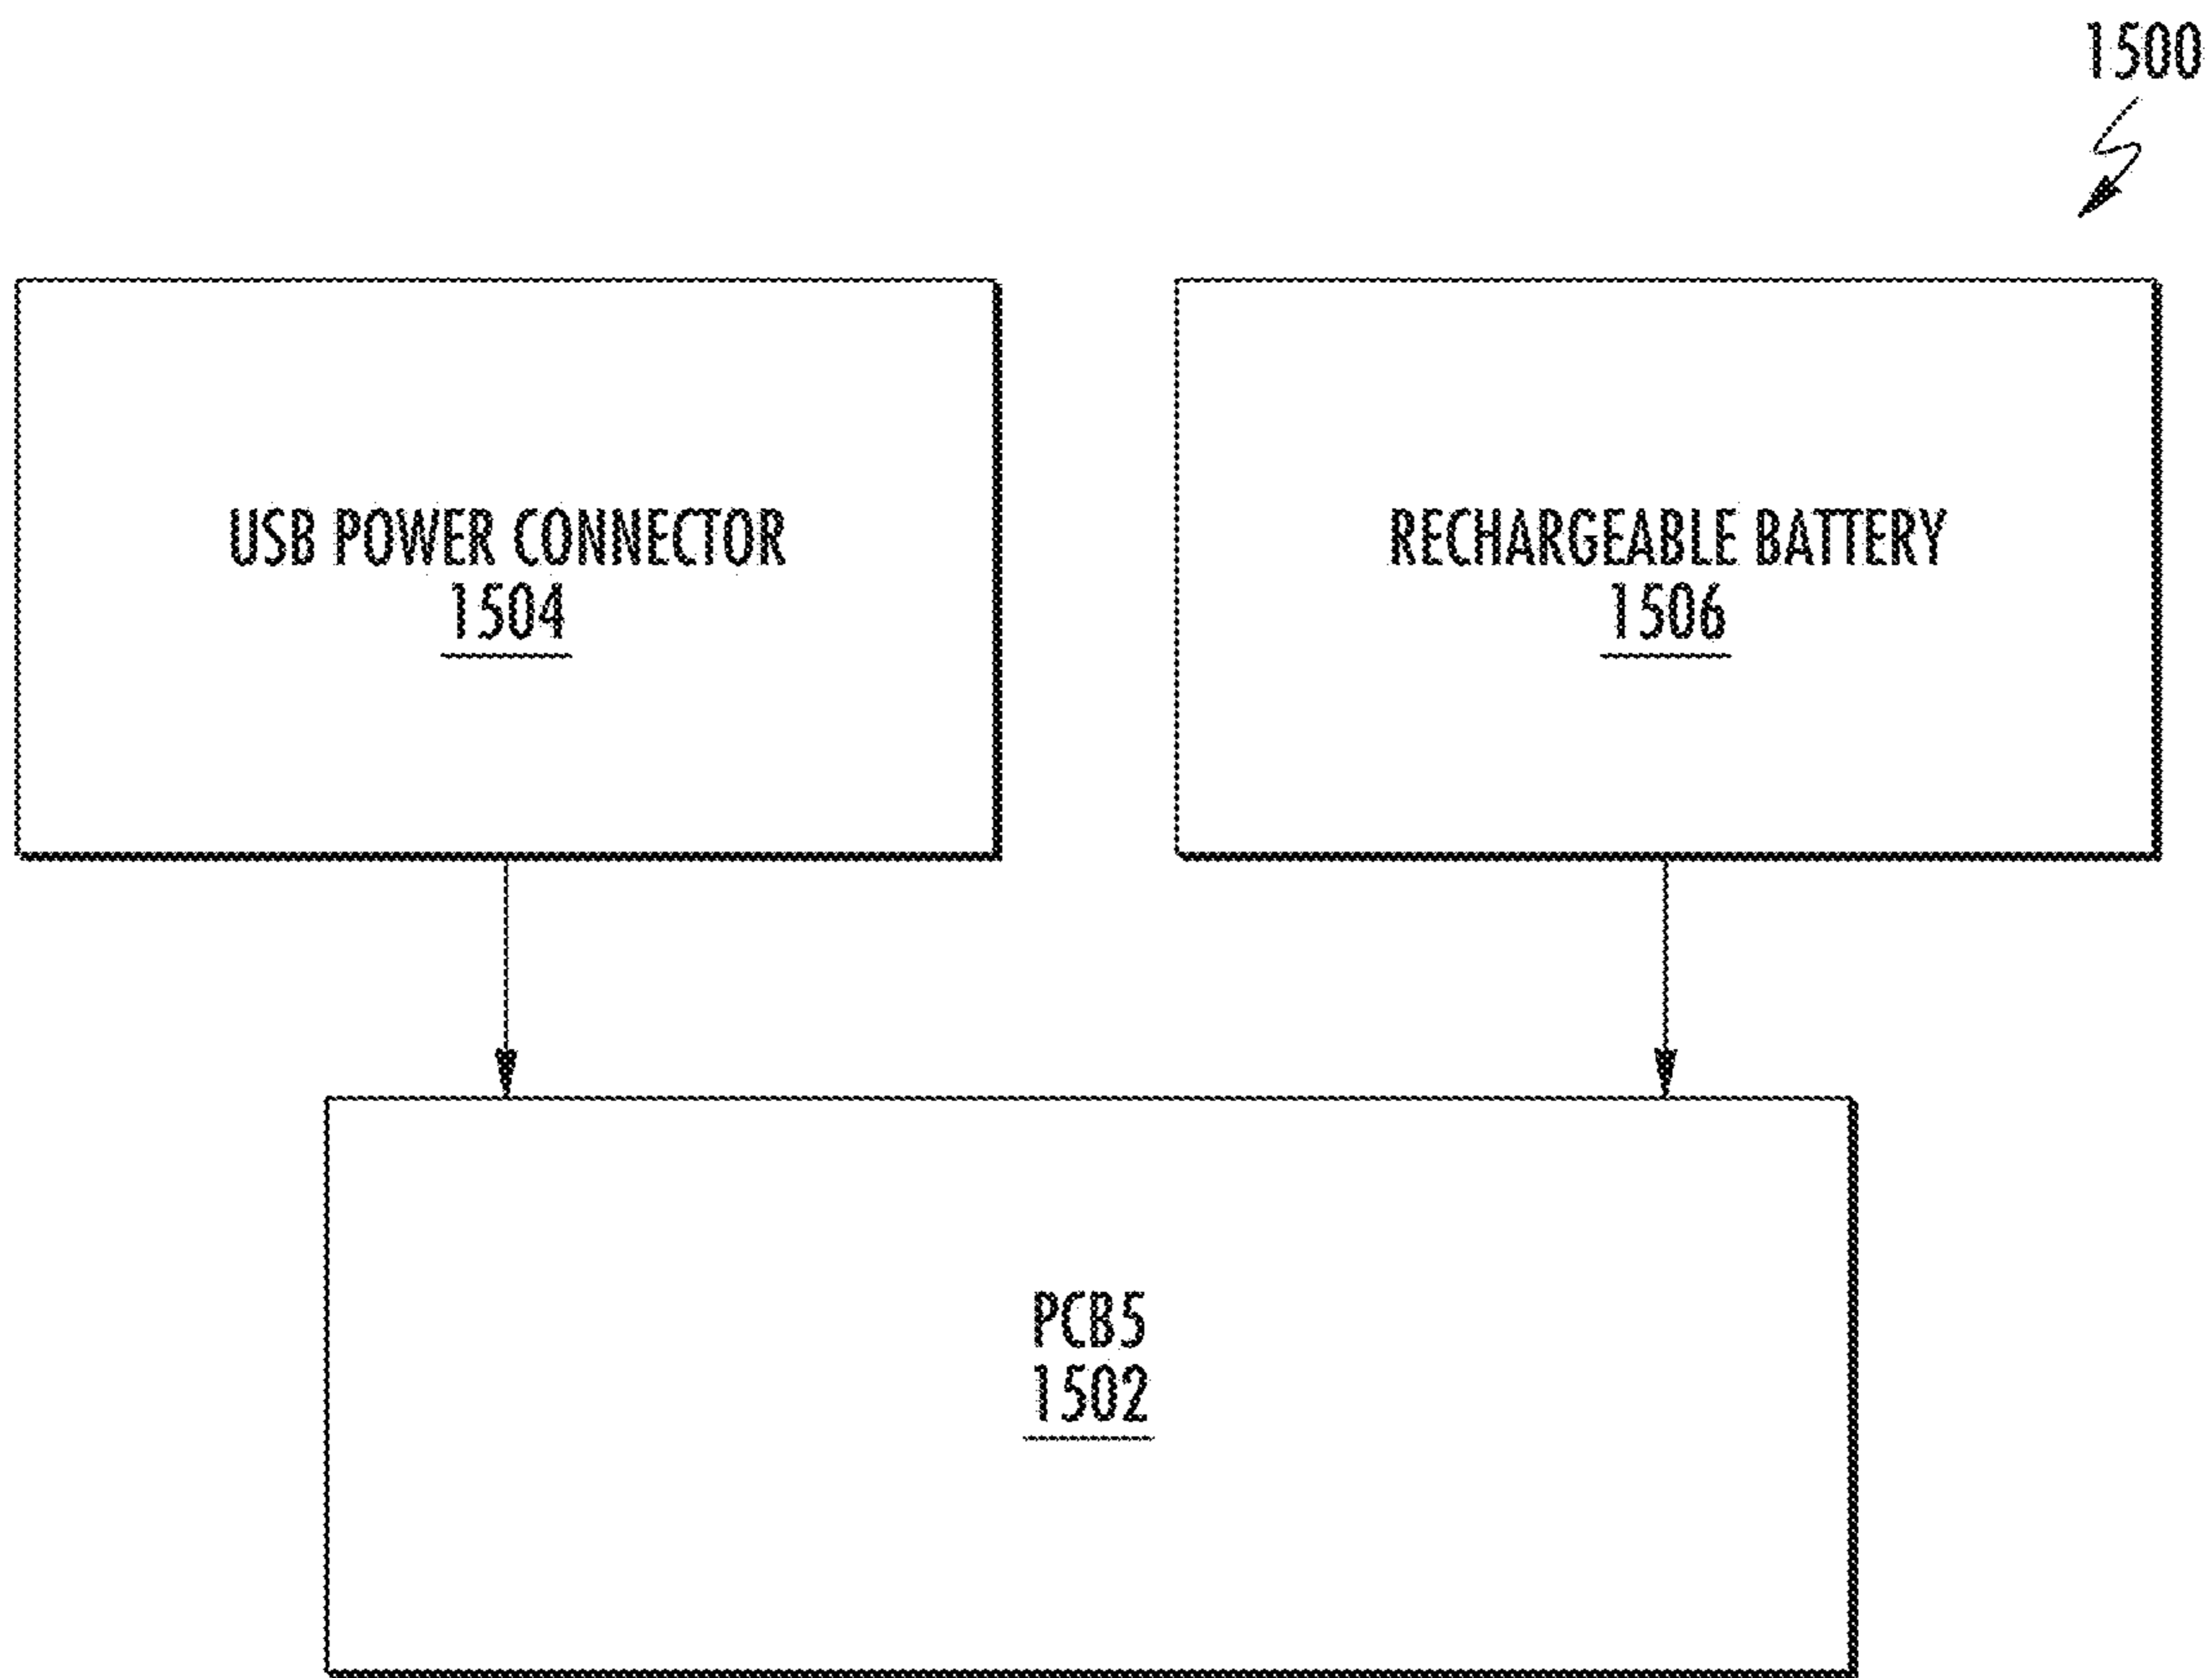 1500
USB POWER CONNECTOR
1504
RECHARGEABLE BATTERY
1506
PCB5
1502